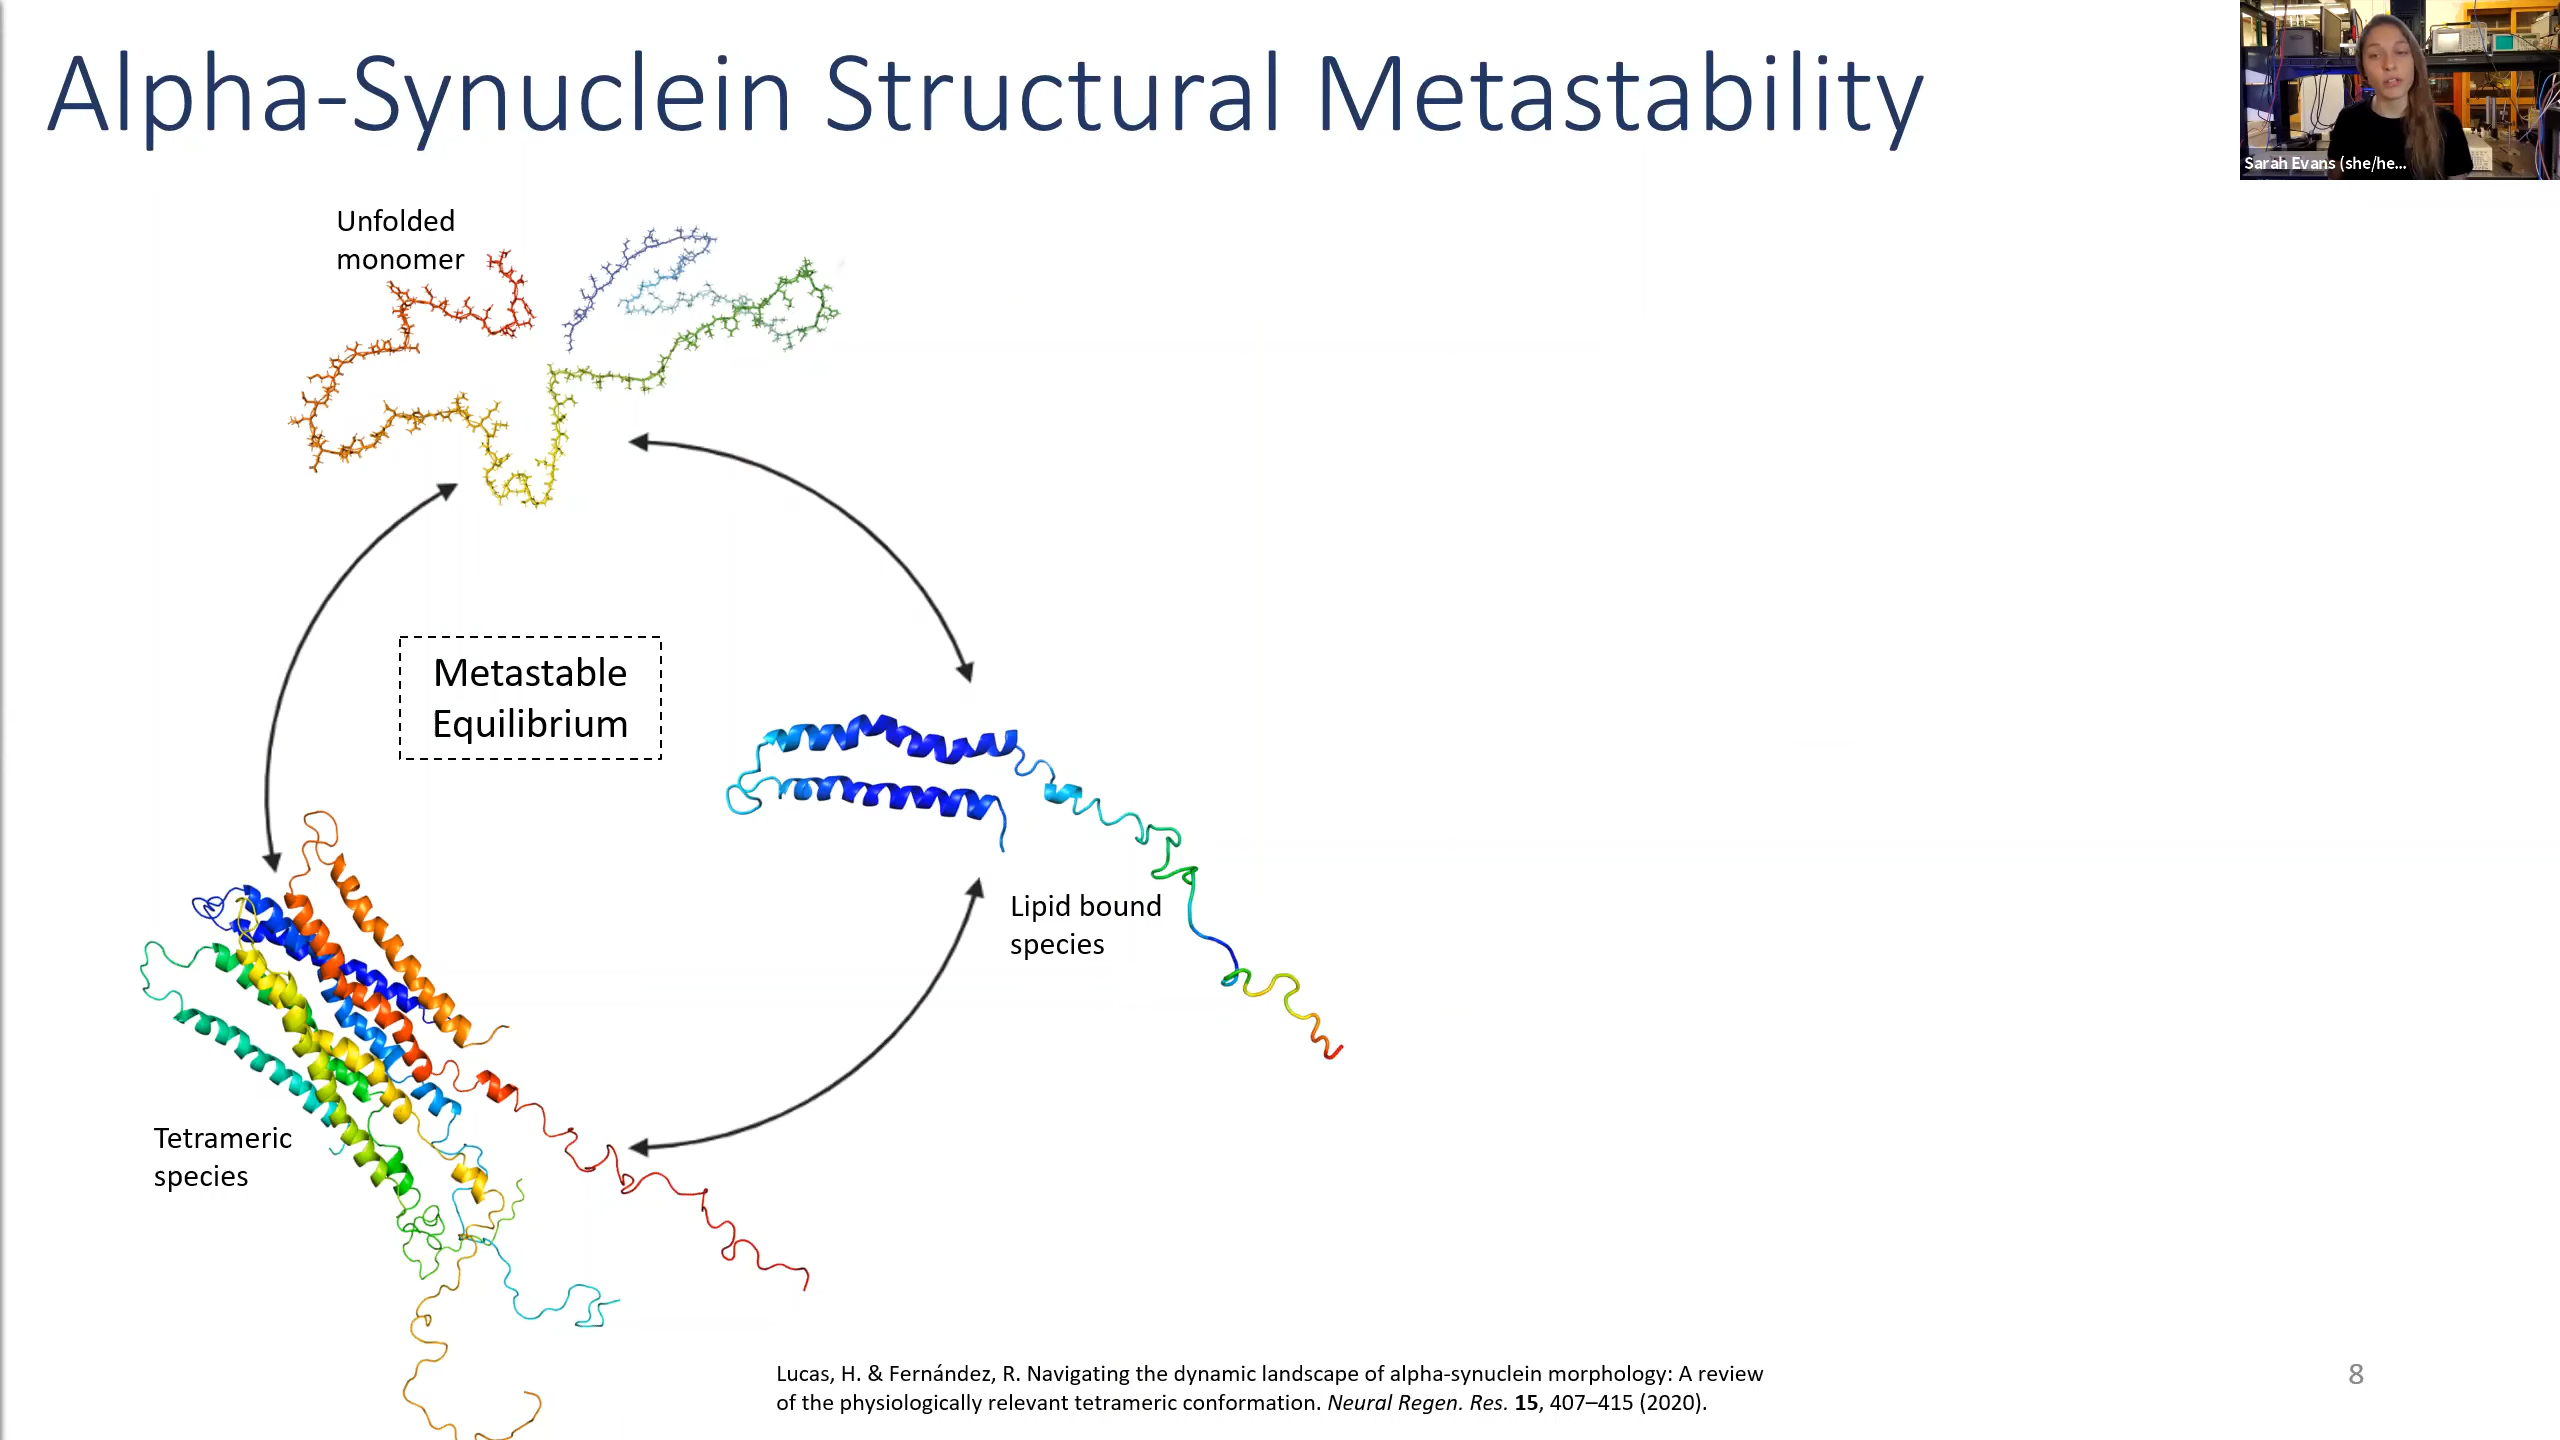 Alpha-Synuclein Structural Metastability
Sarah Evans (she/he...
Unfolded
monomer
Metastable
Equilibrium
Lipid bound
species
Tetrameric
species
Lucas, H. & Fernández, R. Navigating the dynamic landscape of alpha-synuclein morphology: A review
of the physiologically relevant tetrameric conformation. Neural Regen. Res. 15, 407–415 (2020).
8